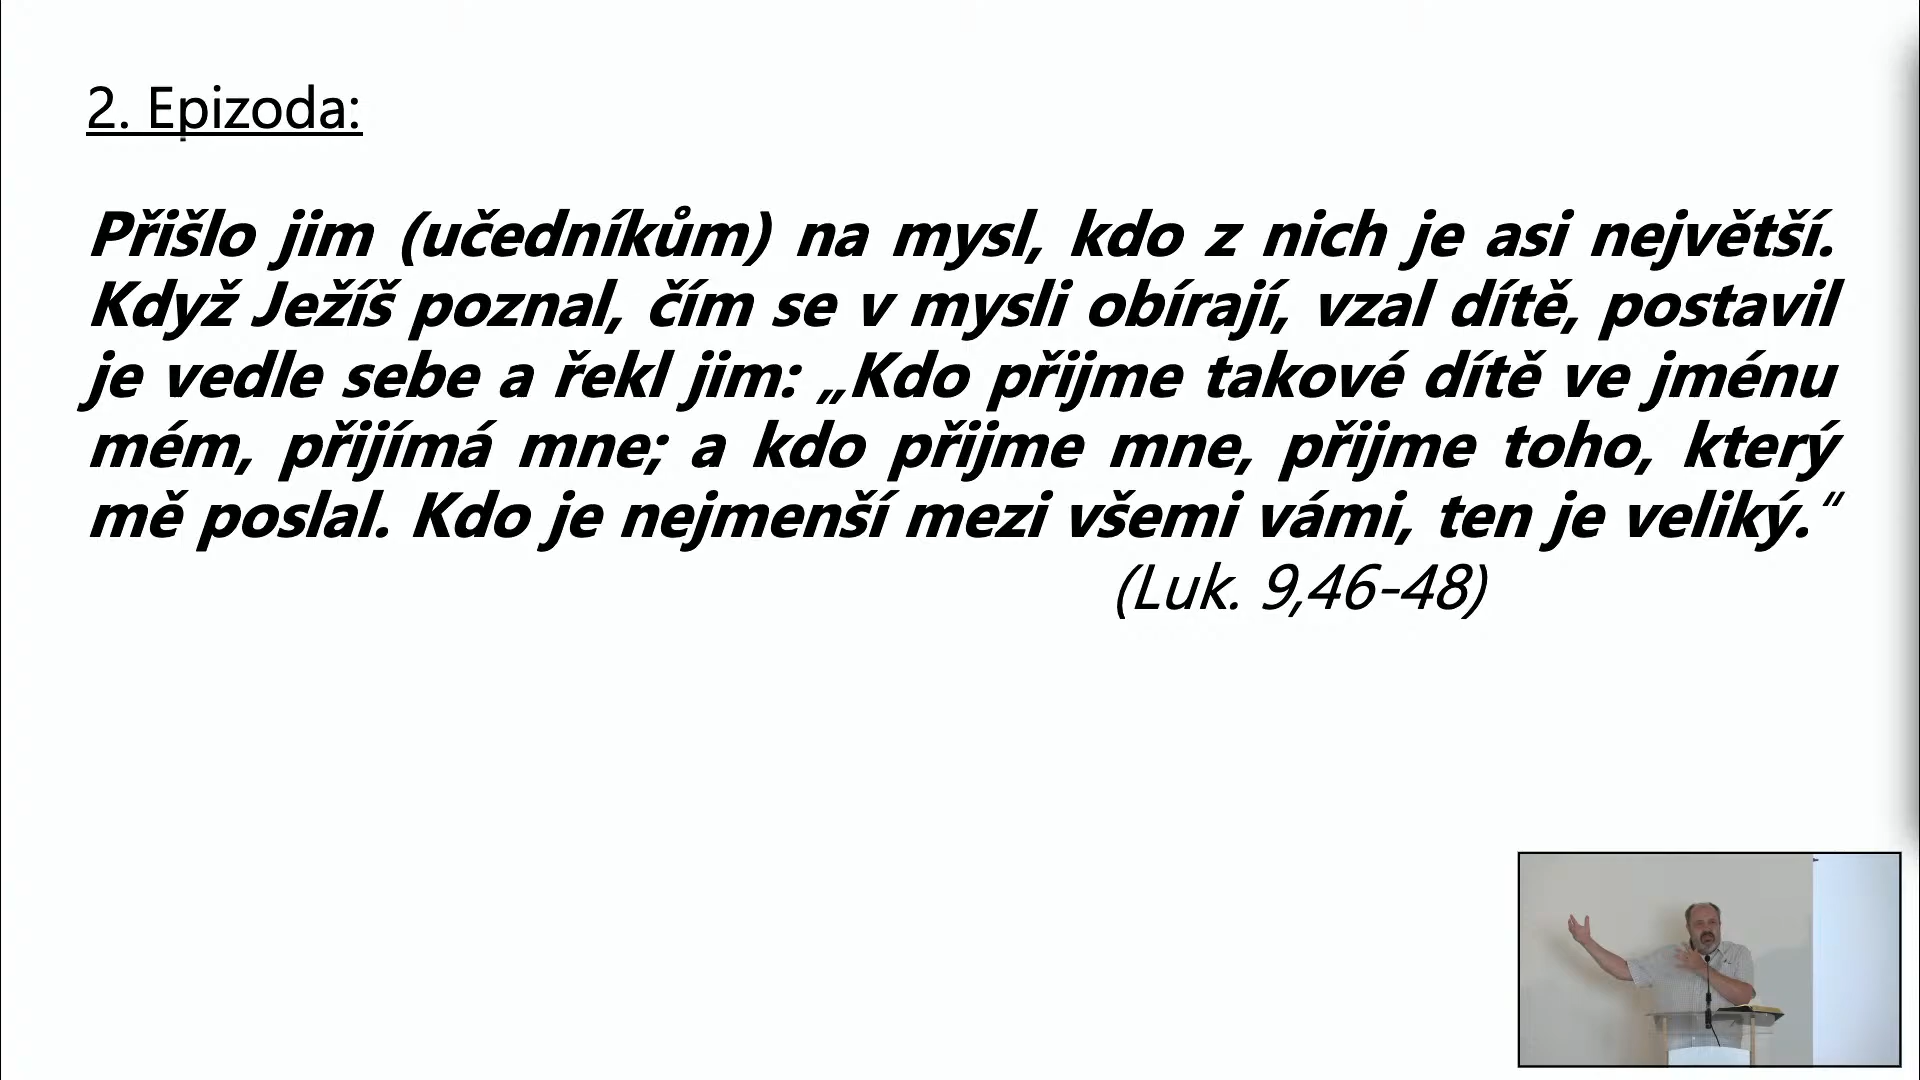 2. Epizoda:
Přišlo jim (učedníkům) na mysl, kdo z nich je asi největší.
Když Ježíš poznal, čím se v mysli obírají, vzal dítě, postavil
je vedle sebe a řekl jim: „Kdo přijme takové dítě ve jménu
mém, přijímá mne; a kdo přijme mne, přijme toho, který
mě poslal. Kdo je nejmenší mezi všemi vámi, ten je veliký.“
(Luk. 9,46-48)